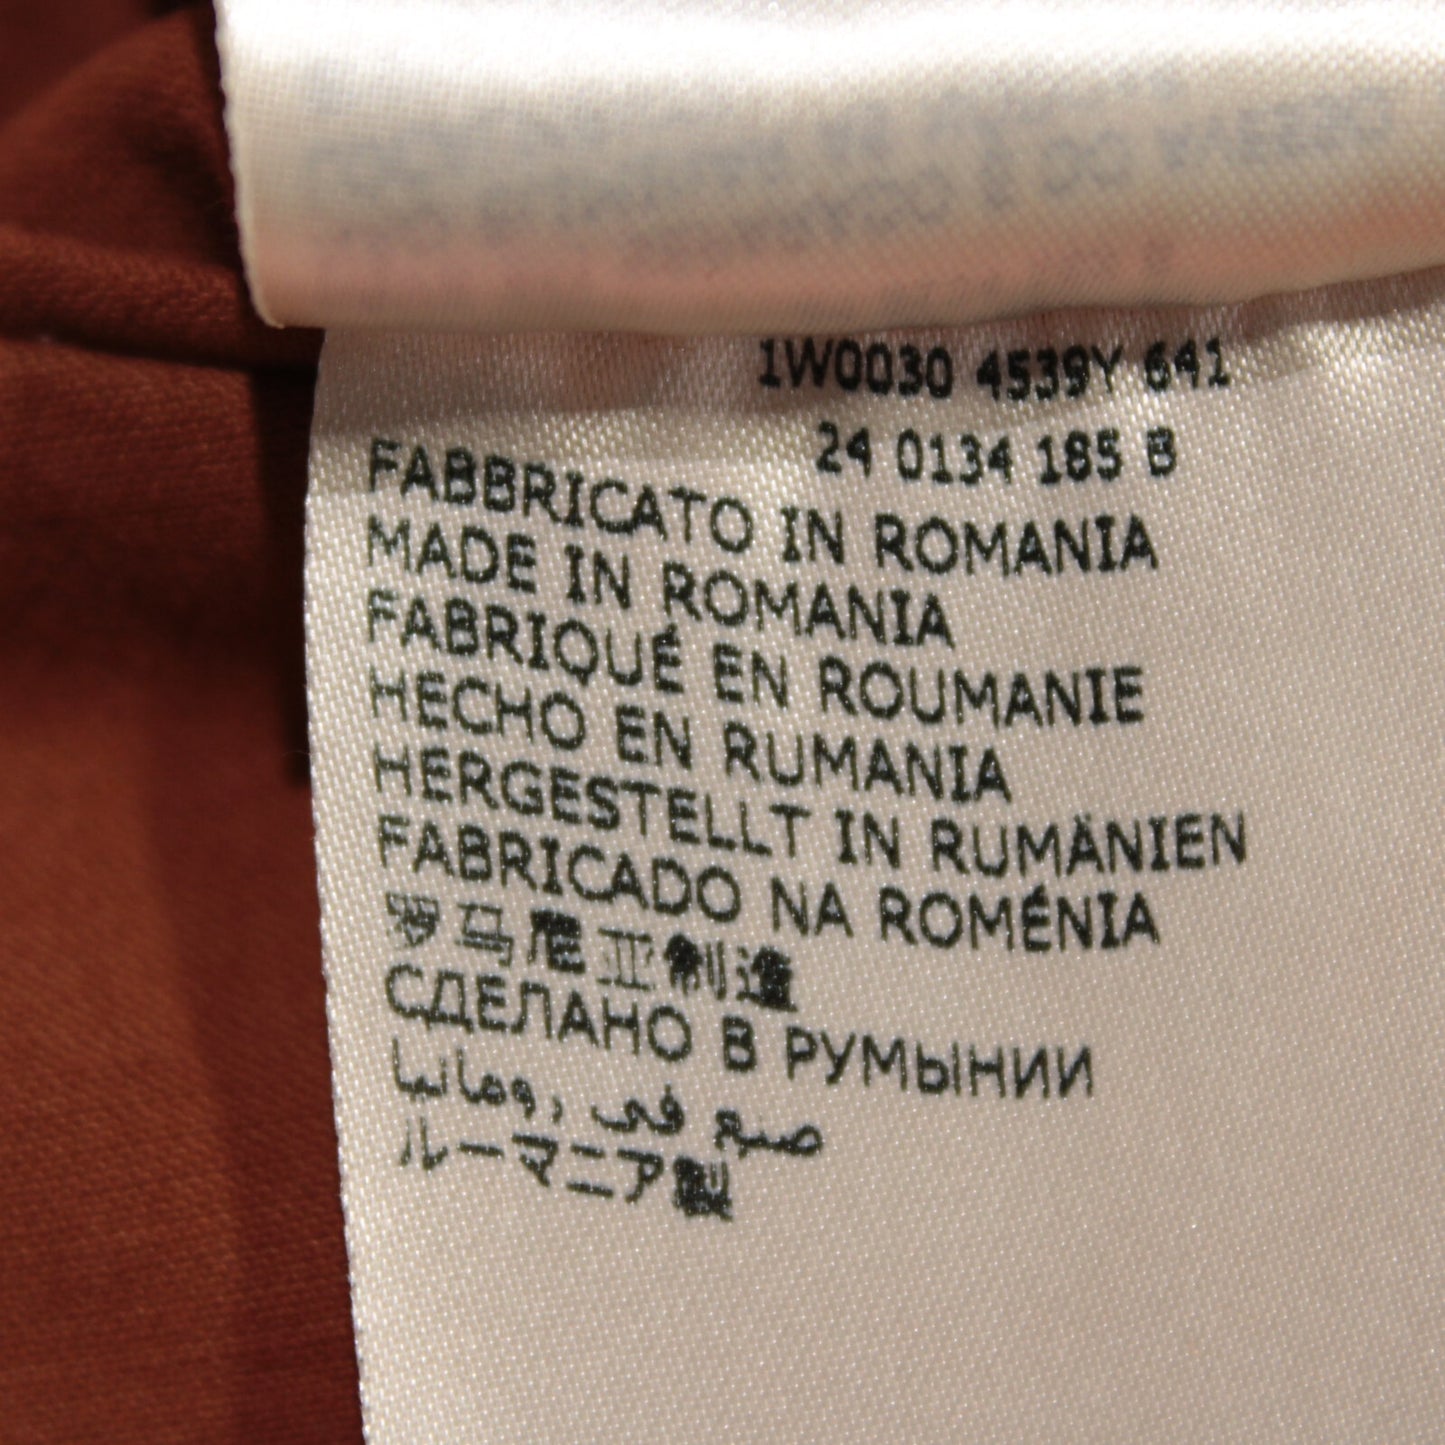 1W0030 4539Y 641
24 0134 185 B
FABBRICATO IN ROMANIA
MADE IN ROMANIA
FABRIQUÉ EN ROUMANIE
HECHO EN RUMANIA
HERGESTELLT IN RUMÄNIEN
FABRICADO NA ROMÉNIA
罗马尼亚制造
СДЕЛАНО В РУМЫНИИ
صنع في رومانيا
ルーマニア製